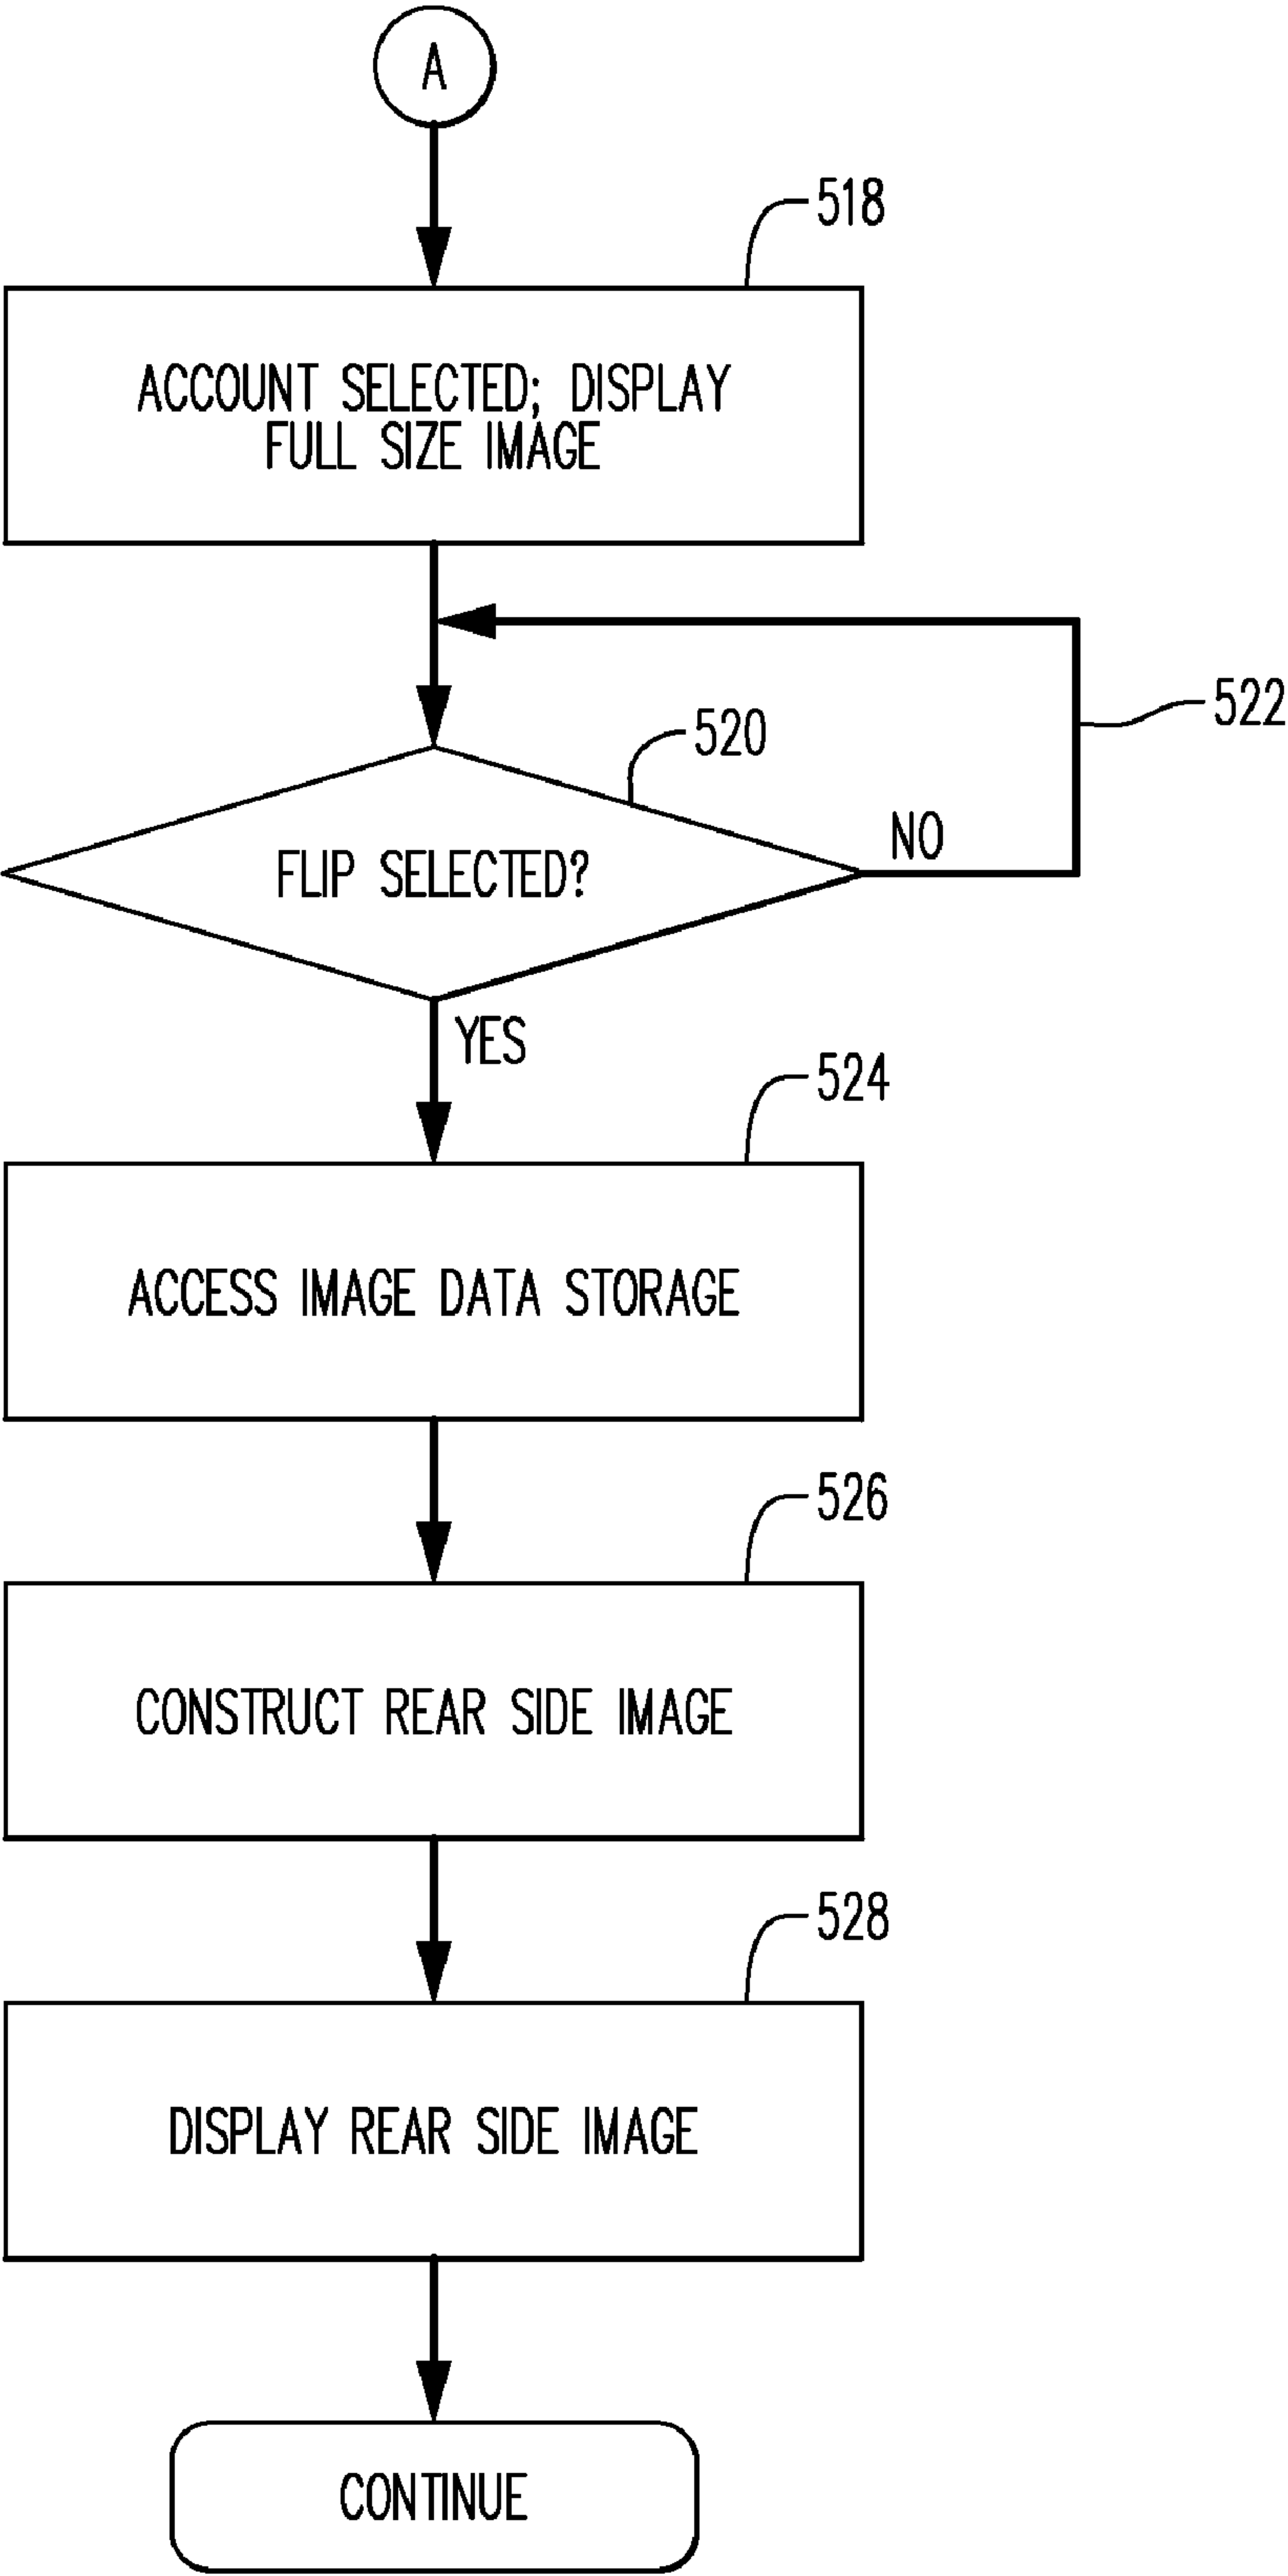 A
518
ACCOUNT SELECTED; DISPLAY
FULL SIZE IMAGE
522
520
NO
FLIP SELECTED?
YES
524
ACCESS IMAGE DATA STORAGE
526
CONSTRUCT REAR SIDE IMAGE
528
DISPLAY REAR SIDE IMAGE
CONTINUE